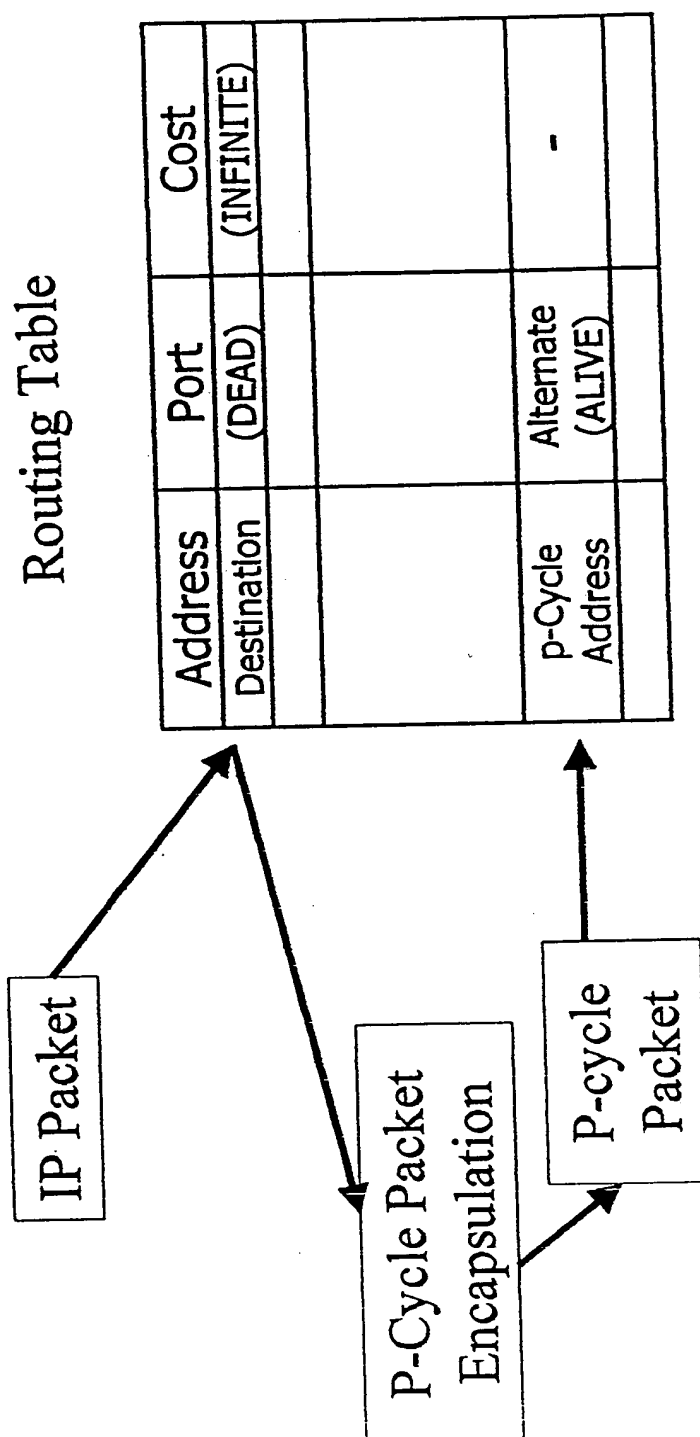 Routing Table
IP Packet
Address Port Cost
Destination (DEAD) (INFINITE)
P-Cycle Packet
Encapsulation
P-cycle
Packet
p-Cycle
Address
Alternate
(ALIVE)
-